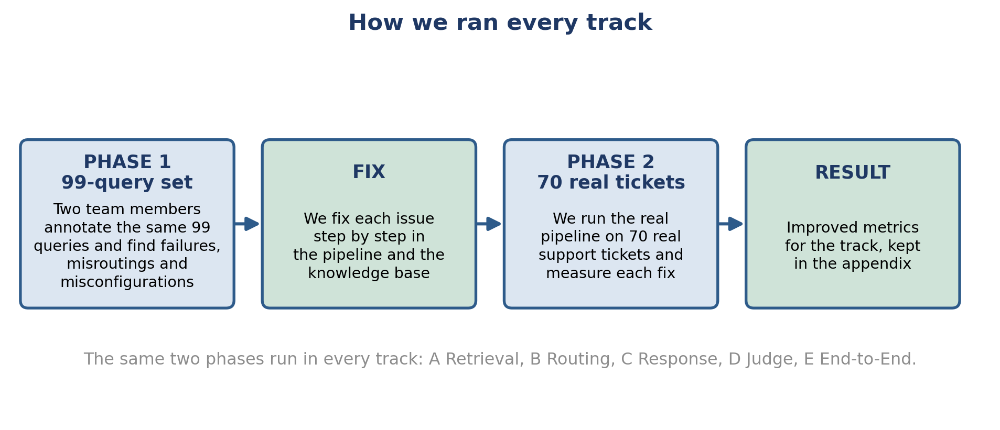 How we ran every track
PHASE 1
99-query set
Two team members
annotate the same 99
queries and find failures,
misroutings and
misconfigurations
FIX
We fix each issue
step by step in
the pipeline and the
knowledge base
PHASE 2
70 real tickets
We run the real
pipeline on 70 real
support tickets and
measure each fix
RESULT
Improved metrics
for the track, kept
in the appendix
The same two phases run in every track: A Retrieval, B Routing, C Response, D Judge, E End-to-End.